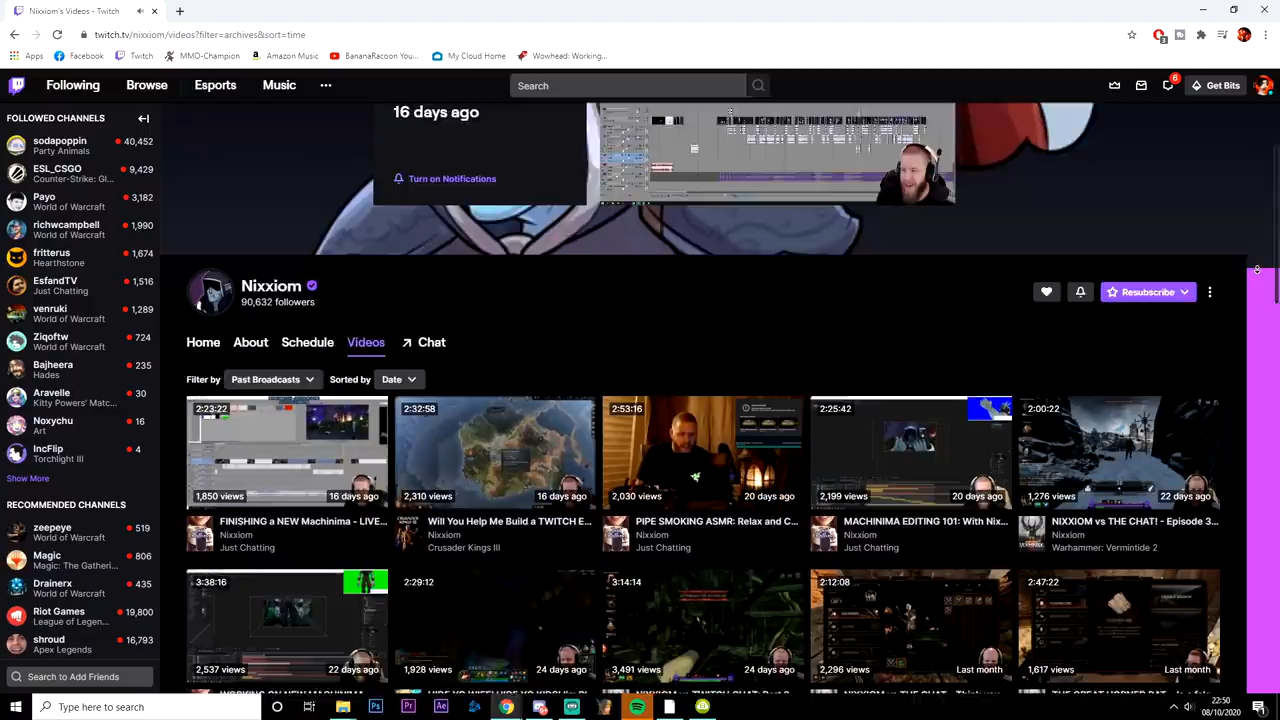 Nixxiom's Videos - Twitch
twitch.tv/nixxiom/videos?filter=archives&sort=time
3
Apps Facebook Twitch MMO-Champion Amazon Music BananaRacoon You... My Cloud Home Wowhead: Working...
Following Browse Esports Music Search 6 Get Bits
FOLLOWED CHANNELS
Party Animals
ESL_CSGO 9,429
Counter-Strike: Gl...
Payo 3,182
World of Warcraft
richwcampbell 1,990
World of Warcraft
fritterus 1,674
Hearthstone
EsfandTV 1,516
Just Chatting
venruki 1,289
World of Warcraft
Ziqoftw 724
World of Warcraft
Bajheera 235
Hades
Aravelle 30
Kitty Powers' Matc...
Noxychu 16
Art
IncFlip 4
Torchlight III
Show More
RECOMMENDED CHANNELS
zeepeye 519
World of Warcraft
Magic 806
Magic: The Gatheri...
Drainerx 435
World of Warcraft
Riot Games 19,800
League of Legen...
shroud 16,793
Apex Legends
Search to Add Friends
16 days ago
Turn on Notifications
Nixxiom
90,632 followers
Resubscribe
Home About Schedule Videos Chat
Filter by Past Broadcasts Sorted by Date
2:23:22 2:32:58 2:53:16 2:25:42 2:00:22
1,850 views 16 days ago 2,310 views 16 days ago 2,030 views 20 days ago 2,199 views 20 days ago 1,276 views 22 days ago
FINISHING a NEW Machinima - LIVE... Will You Help Me Build a TWITCH E... PIPE SMOKING ASMR: Relax and C... MACHINIMA EDITING 101: With Nix... NIXXIOM vs THE CHAT! - Episode 3...
Nixxiom Nixxiom Nixxiom Nixxiom Nixxiom
Just Chatting Crusader Kings III Just Chatting Just Chatting Warhammer: Vermintide 2
3:38:16 2:29:12 3:14:14 2:12:08 2:47:22
2,537 views 22 days ago 1,928 views 24 days ago 3,491 views 24 days ago 2,296 views Last month 1,617 views Last month
Type here to search
22:50
08/10/2020
1